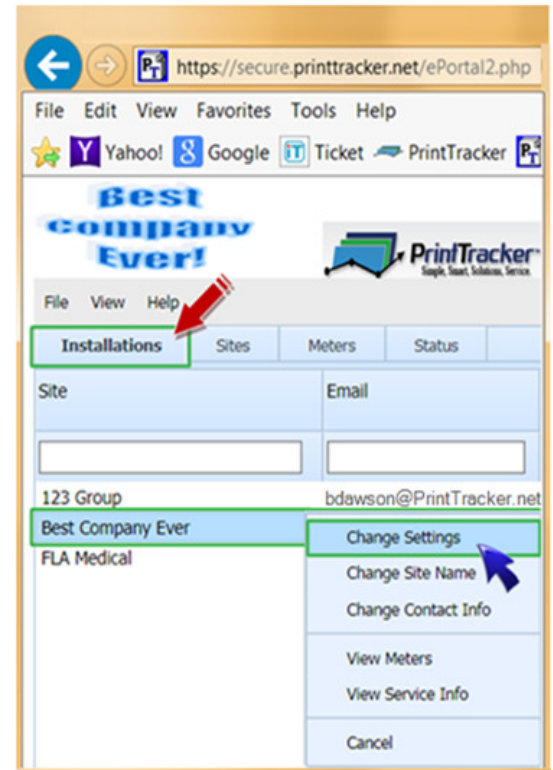 https://secure.printtracker.net/ePortal2.php
File Edit View Favorites Tools Help
Yahoo! Google Ticket PrintTracker
Best
Company
Ever!
PrintTracker
Simple, Smart, Solutions, Service.
File View Help
Installations Sites Meters Status
Site Email
123 Group bdawson@PrintTracker.net
Best Company Ever Change Settings
FLA Medical Change Site Name
Change Contact Info
View Meters
View Service Info
Cancel